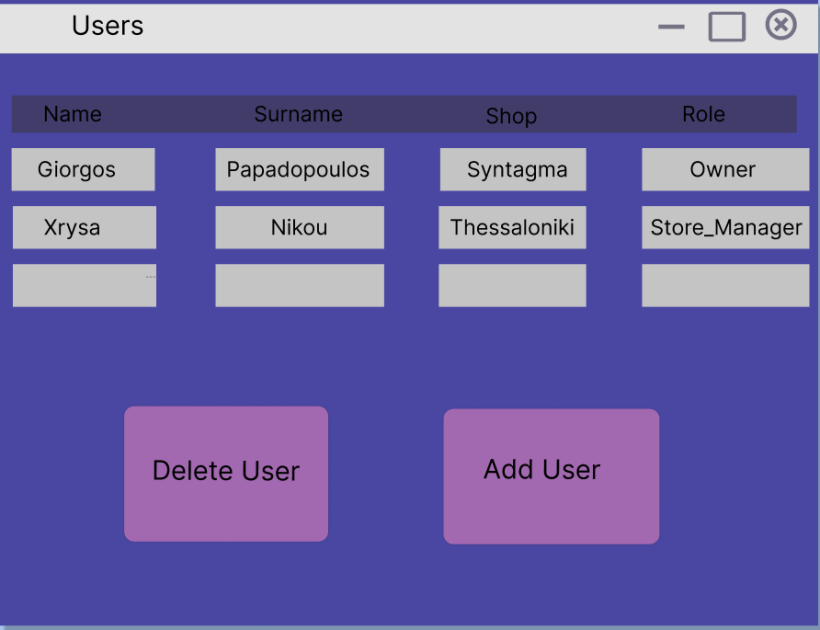 Users
Name Surname Shop Role
Giorgos Papadopoulos Syntagma Owner
Xrysa Nikou Thessaloniki Store_Manager
...
Delete User Add User